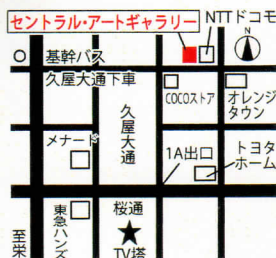 セントラル・アートギャラリー
NTTドコモ
基幹バス
久屋大通下車
COCOストア
オレンジ
タウン
久屋大通
メナード
1A出口
トヨタ
ホーム
東急ハンズ
桜通
TV塔
至栄